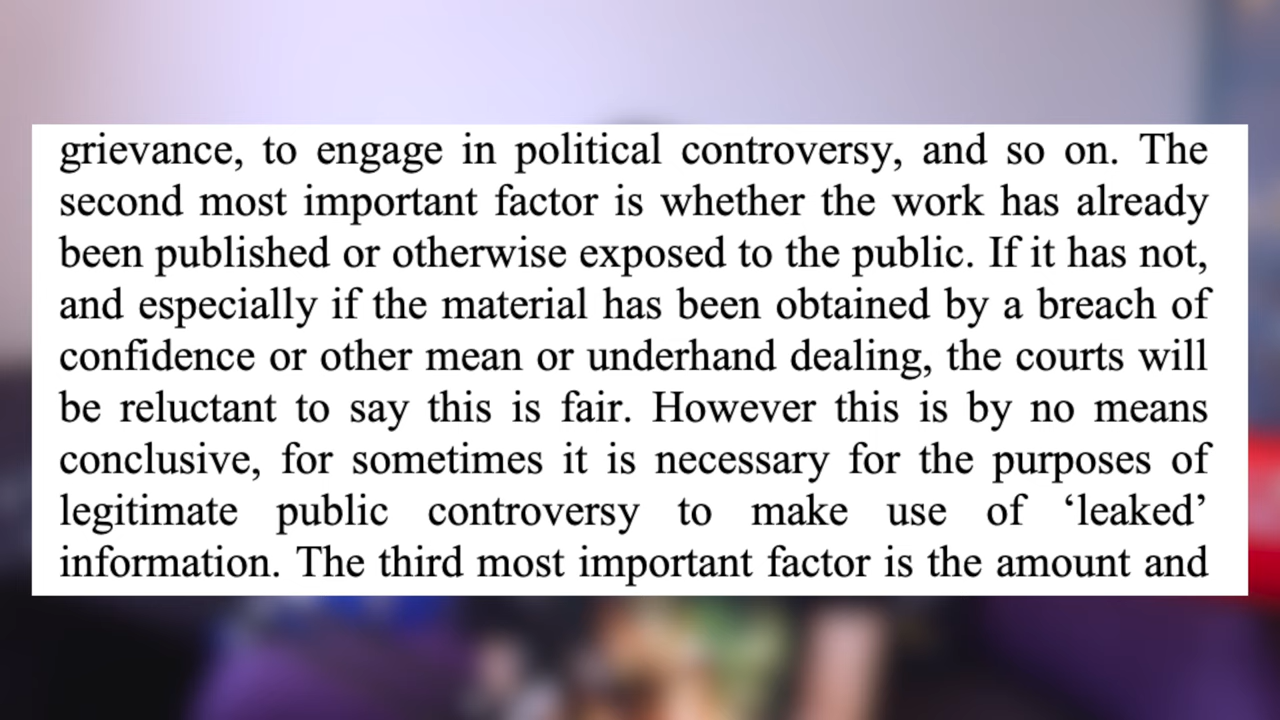 grievance, to engage in political controversy, and so on. The
second most important factor is whether the work has already
been published or otherwise exposed to the public. If it has not,
and especially if the material has been obtained by a breach of
confidence or other mean or underhand dealing, the courts will
be reluctant to say this is fair. However this is by no means
conclusive, for sometimes it is necessary for the purposes of
legitimate public controversy to make use of ‘leaked’
information. The third most important factor is the amount and